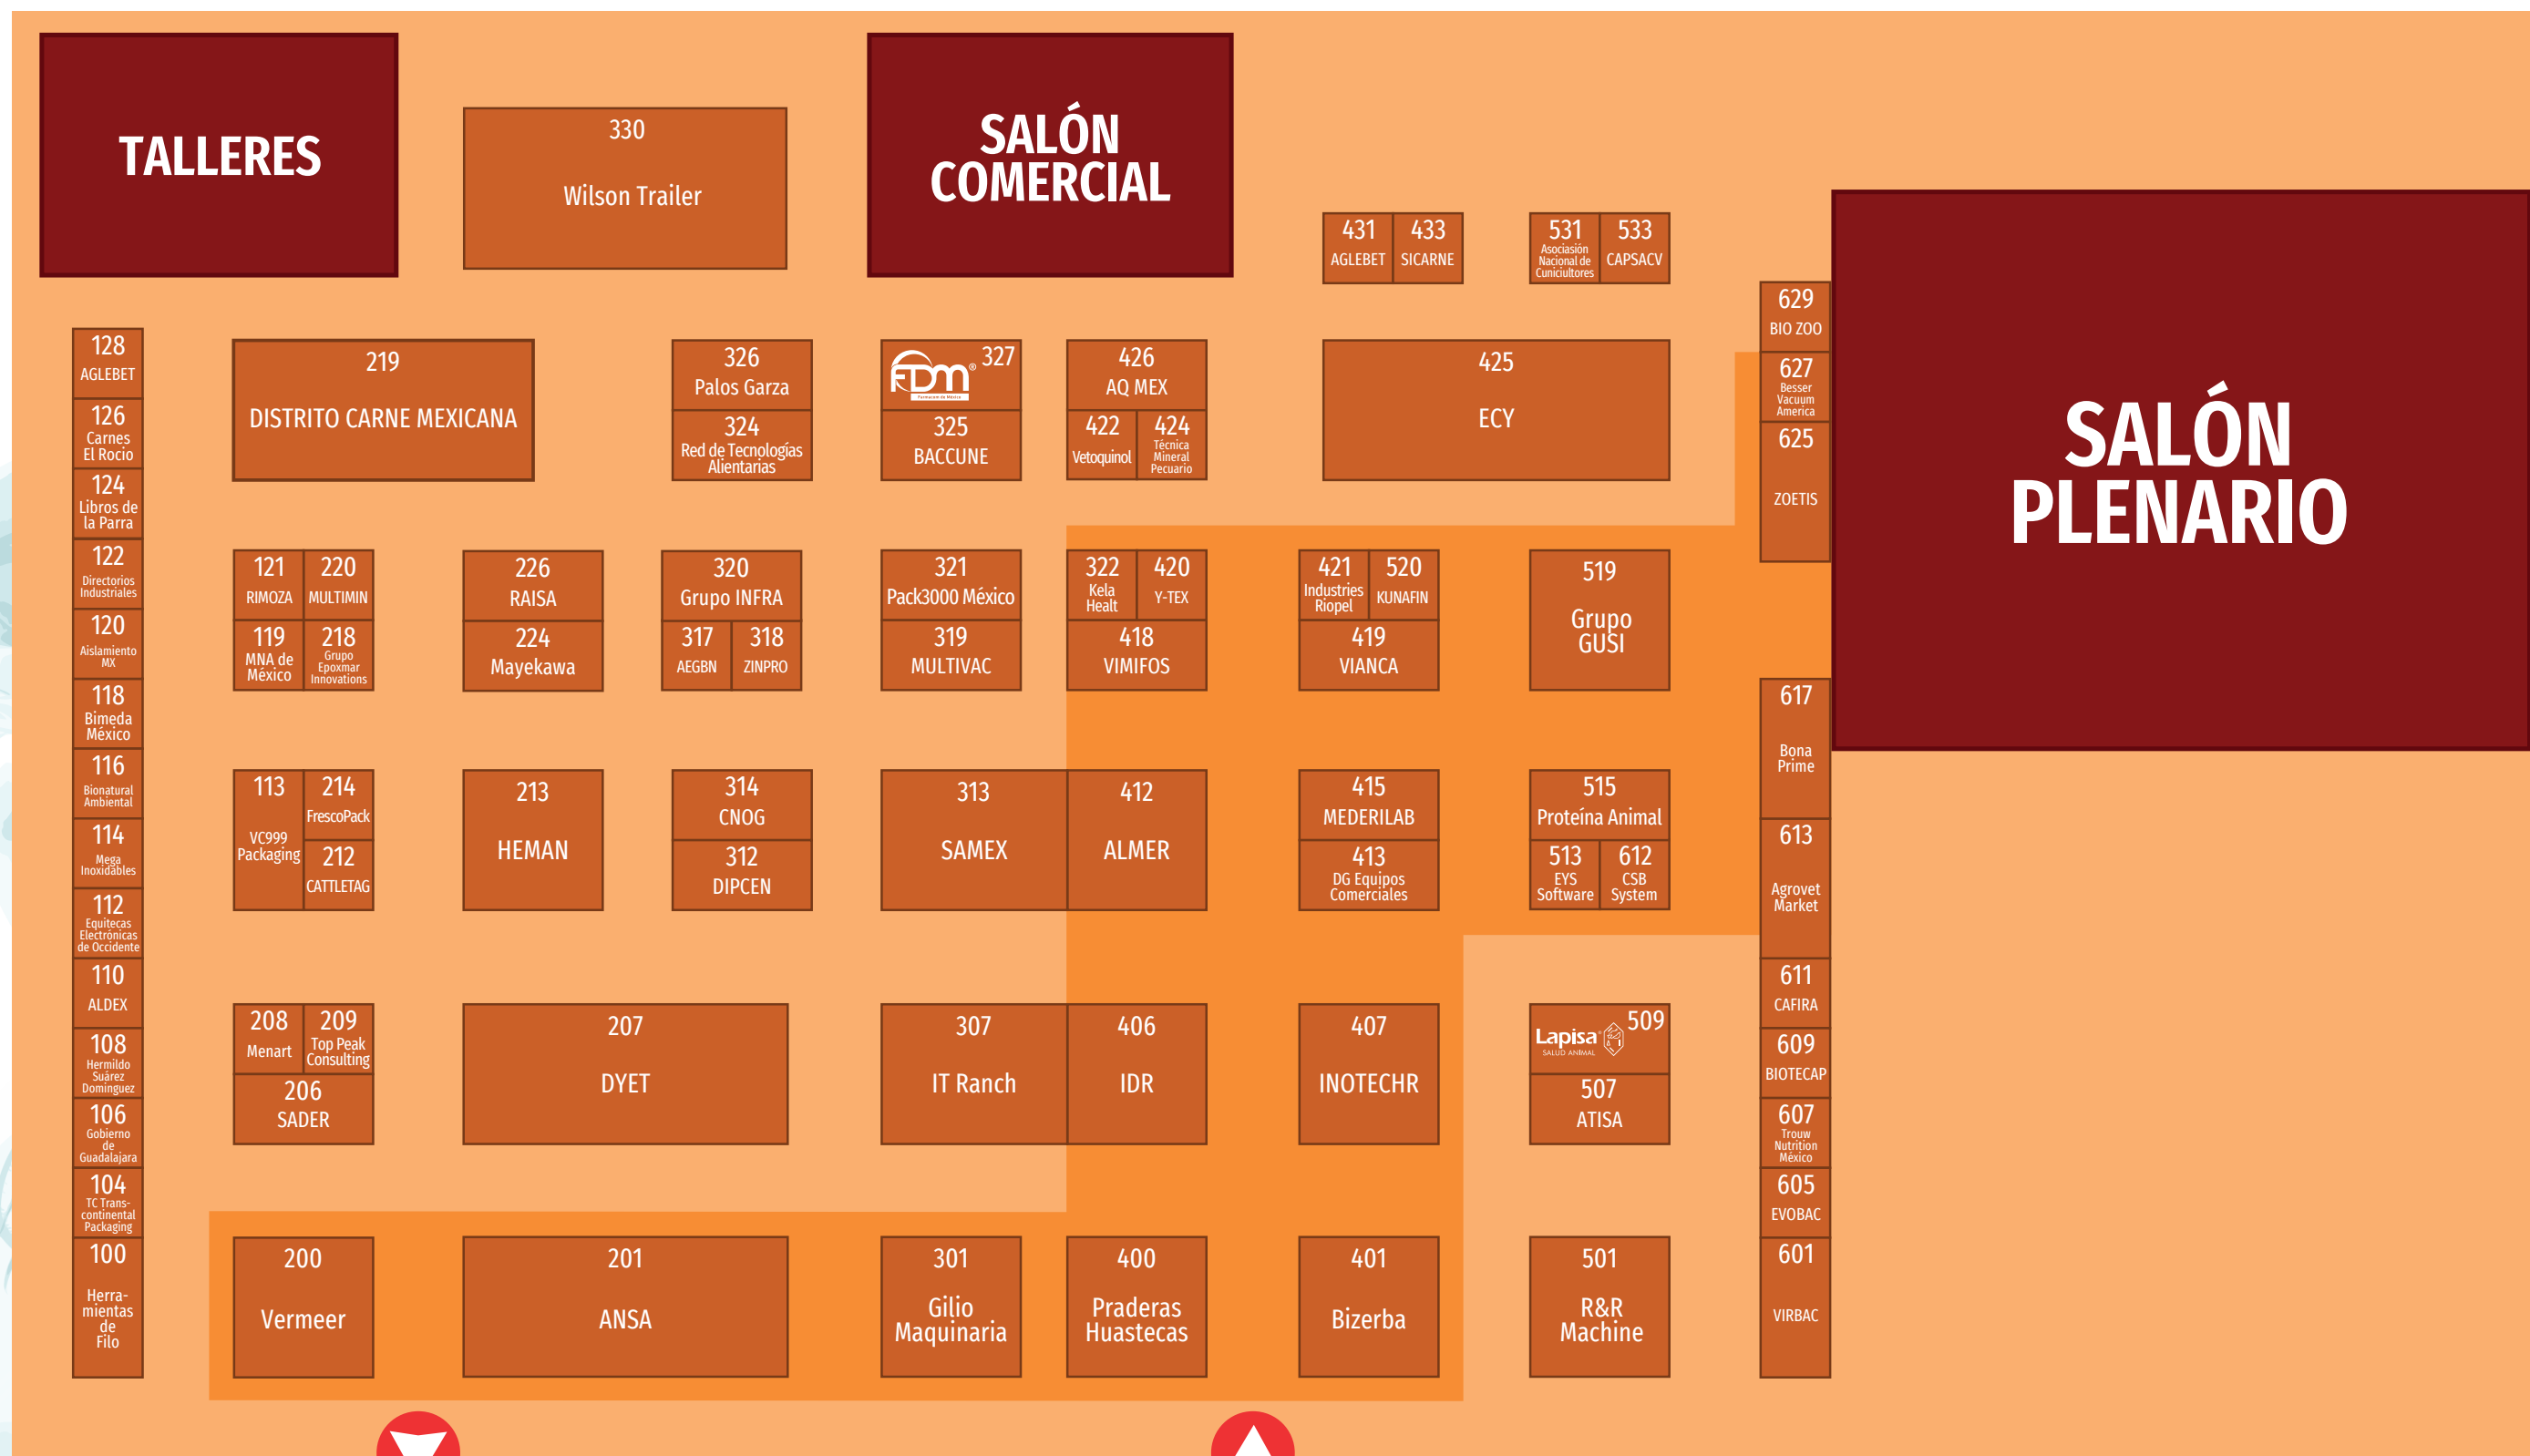 TALLERES
330
Wilson Trailer
SALÓN
COMERCIAL
431
AGLEBET
433
SICARNE
531
Asociasión
Nacional de
Cuniciultores
533
CAPSACV
SALÓN
PLENARIO
629
BIO ZOO
627
Besser
Vacuum
America
625
ZOETIS
128
AGLEBET
126
Carnes
El Rocio
124
Libros de
la Parra
122
Directorios
Industriales
120
Aislamiento
MX
118
Bimeda
México
116
Bionatural
Ambiental
114
Mega
Inoxidables
112
Equitecas
Electrónicas
de Occidente
110
ALDEX
108
Hermildo
Suárez
Domínguez
106
Gobierno
de
Guadalajara
104
TC Trans-
continental
Packaging
100
Herra-
mientas
de
Filo
219
DISTRITO CARNE MEXICANA
326
Palos Garza
324
Red de Tecnologías
Alientarias
FDm® 327
325
BACCUNE
426
AQ MEX
422
Vetoquinol
424
Técnica
Mineral
Pecuario
425
ECY
121
RIMOZA
220
MULTIMIN
119
MNA de
México
218
Grupo
Epoxmar
Innovations
226
RAISA
224
Mayekawa
320
Grupo INFRA
317
AEGBN
318
ZINPRO
321
Pack3000 México
319
MULTIVAC
322
Kela
Healt
420
Y-TEX
418
VIMIFOS
421
Industries
Riopel
520
KUNAFIN
419
VIANCA
519
Grupo
GUSI
617
Bona
Prime
613
Agrovet
Market
611
CAFIRA
609
BIOTECAP
607
Trouw
Nutrition
México
605
EVOBAC
601
VIRBAC
113
VC999
Packaging
214
FrescoPack
212
CATTLETAG
213
HEMAN
314
CNOG
312
DIPCEN
313
SAMEX
412
ALMER
415
MEDERILAB
413
DG Equipos
Comerciales
515
Proteína Animal
513
EYS
Software
612
CSB
System
208
Menart
209
Top Peak
Consulting
206
SADER
207
DYET
307
IT Ranch
406
IDR
407
INOTECHR
Lapisa® 509
SALUD ANIMAL
507
ATISA
200
Vermeer
201
ANSA
301
Gilio
Maquinaria
400
Praderas
Huastecas
401
Bizerba
501
R&R
Machine